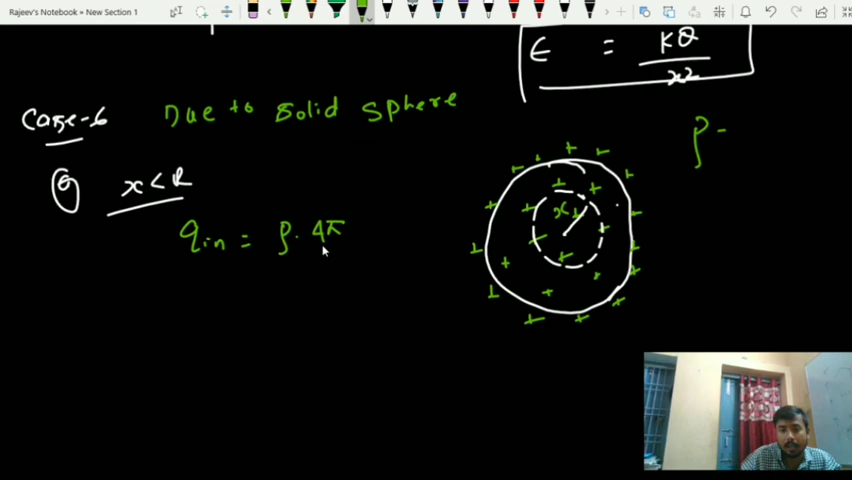 Rajeev's Notebook » New Section 1
E = KQ / x2
Case-6 Due to Solid Sphere
x<R
x
ρ-
qin = ρ. 4π